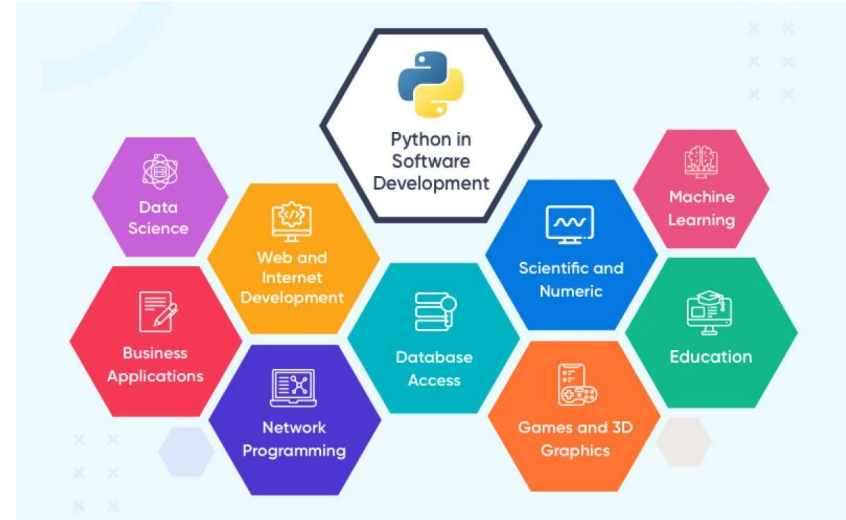 Python in
Software
Development
Data
Science
Web and
Internet
Development
Scientific and
Numeric
Machine
Learning
Business
Applications
Network
Programming
Database
Access
Games and 3D
Graphics
Education